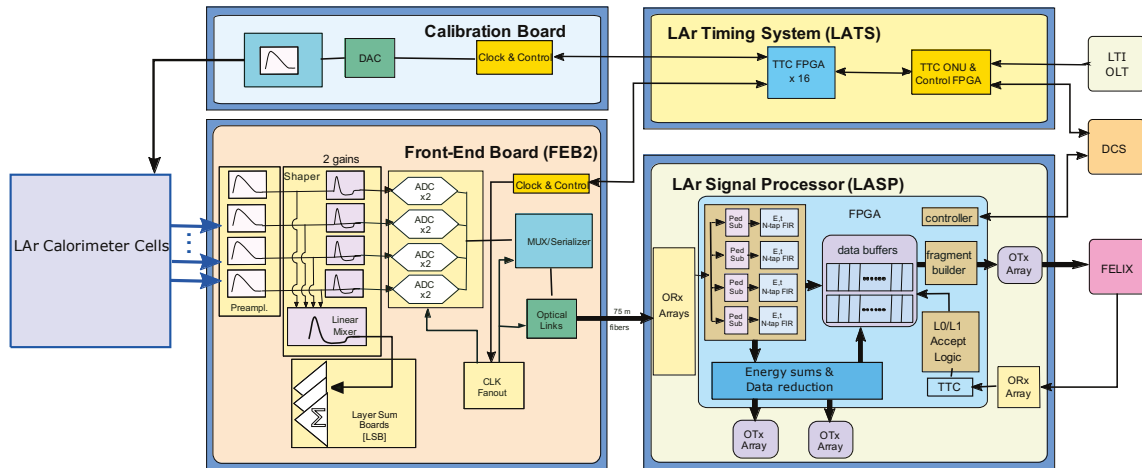 Calibration Board
DAC
Clock & Control
LAr Timing System (LATS)
TTC FPGA
x 16
TTC ONU &
Control FPGA
LTI
OLT
DCS
LAr Calorimeter Cells
Front-End Board (FEB2)
2 gains
Shaper
Preampl.
Linear
Mixer
ADC
x2
ADC
x2
ADC
x2
ADC
x2
Clock & Control
MUX/Serializer
Optical
Links
CLK
Fanout
Layer Sum
Boards
[LSB]
Σ
75 m
fibers
LAr Signal Processor (LASP)
FPGA
ORx
Arrays
Ped
Sub
E,t
N-tap FIR
Ped
Sub
E,t
N-tap FIR
Ped
Sub
E,t
N-tap FIR
Ped
Sub
E,t
N-tap FIR
data buffers
controller
fragment
builder
OTx
Array
FELIX
L0/L1
Accept
Logic
TTC
ORx
Array
Energy sums &
Data reduction
OTx
Array
OTx
Array